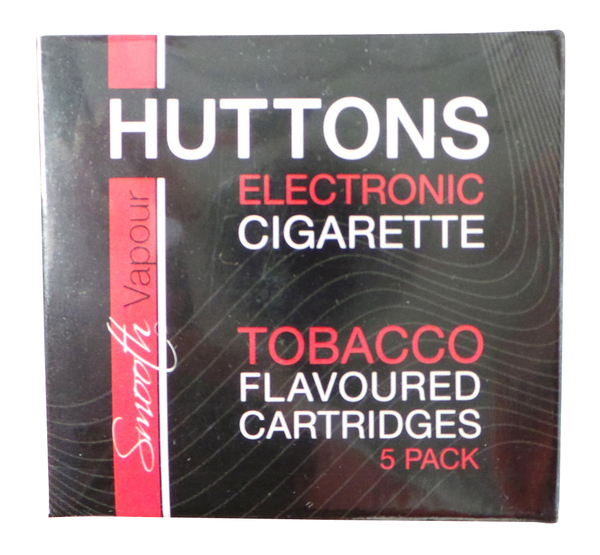 HUTTONS
ELECTRONIC
CIGARETTE
Smooth Vapour
TOBACCO
FLAVOURED
CARTRIDGES
5 PACK